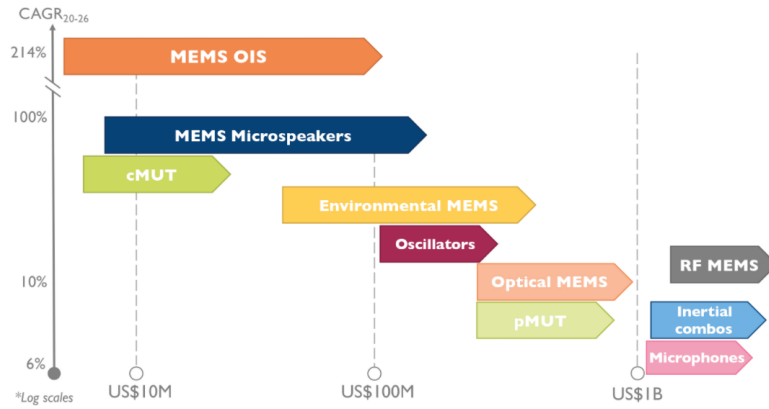 CAGR20-26
214%
MEMS OIS
100%
MEMS Microspeakers
cMUT
Environmental MEMS
Oscillators
RF MEMS
10%
Optical MEMS
pMUT
Inertial
combos
6%
Microphones
US$10M
US$100M
US$1B
*Log scales